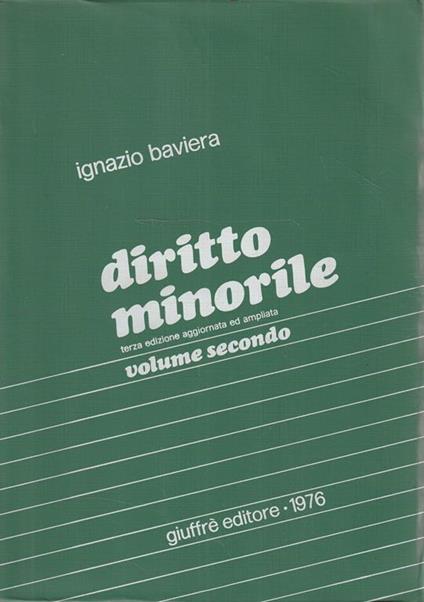 ignazio baviera
diritto
minorile
terza edizione aggiornata ed ampliata
volume secondo
giuffrè editore • 1976